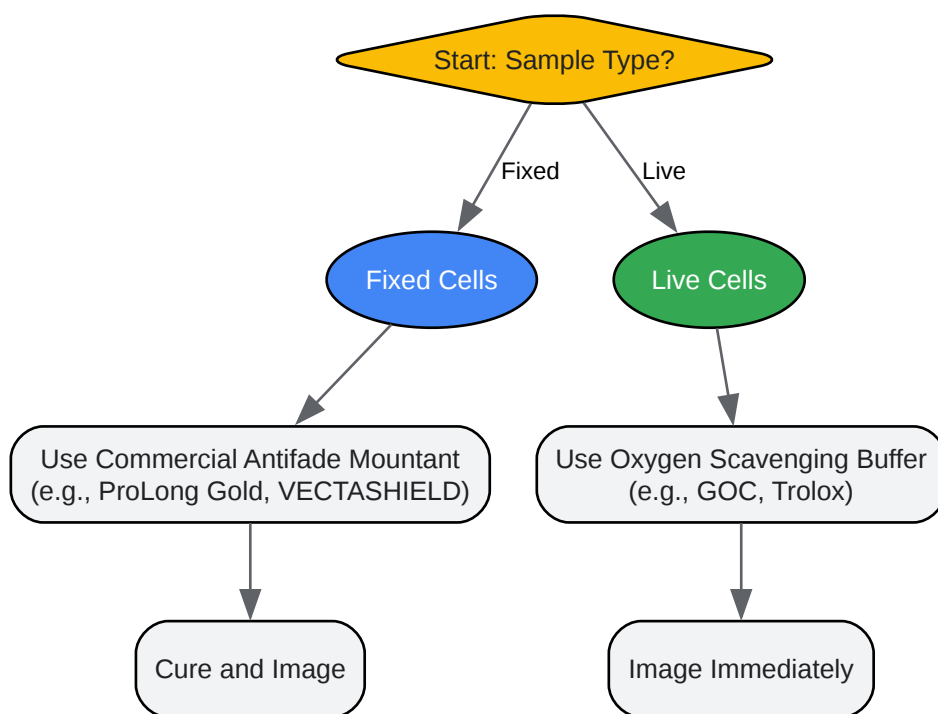 Start: Sample Type?
Fixed
Live
Fixed Cells
Live Cells
Use Commercial Antifade Mountant
(e.g., ProLong Gold, VECTASHIELD)
Use Oxygen Scavenging Buffer
(e.g., GOC, Trolox)
Cure and Image
Image Immediately